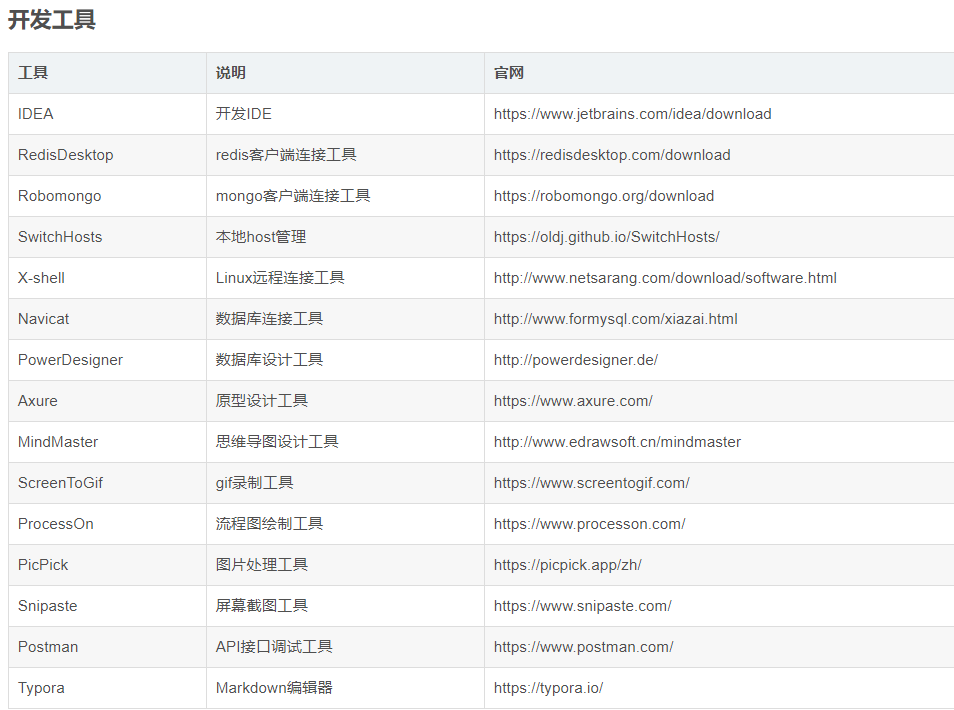 开发工具
工具 说明 官网
IDEA 开发IDE https://www.jetbrains.com/idea/download
RedisDesktop redis客户端连接工具 https://redisdesktop.com/download
Robomongo mongo客户端连接工具 https://robomongo.org/download
SwitchHosts 本地host管理 https://oldj.github.io/SwitchHosts/
X-shell Linux远程连接工具 http://www.netsarang.com/download/software.html
Navicat 数据库连接工具 http://www.formysql.com/xiazai.html
PowerDesigner 数据库设计工具 http://powerdesigner.de/
Axure 原型设计工具 https://www.axure.com/
MindMaster 思维导图设计工具 http://www.edrawsoft.cn/mindmaster
ScreenToGif gif录制工具 https://www.screentogif.com/
ProcessOn 流程图绘制工具 https://www.processon.com/
PicPick 图片处理工具 https://picpick.app/zh/
Snipaste 屏幕截图工具 https://www.snipaste.com/
Postman API接口调试工具 https://www.postman.com/
Typora Markdown编辑器 https://typora.io/